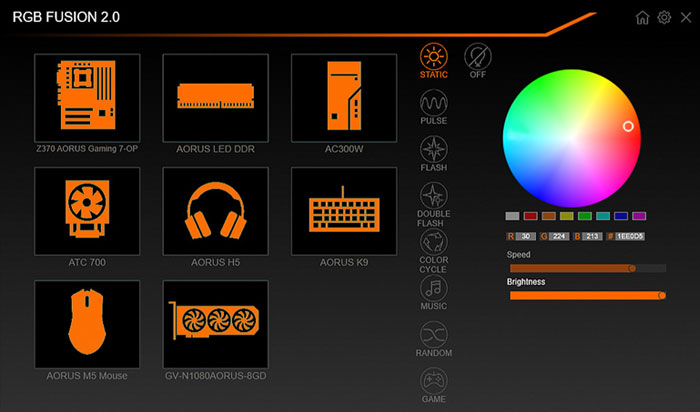 RGB FUSION 2.0
Z370 AORUS Gaming 7-OP
AORUS LED DDR
AC300W
ATC 700
AORUS H5
AORUS K9
AORUS M5 Mouse
GV-N1080AORUS-8GD
STATIC
OFF
PULSE
FLASH
DOUBLE
FLASH
COLOR
CYCLE
MUSIC
RANDOM
GAME
R 30 G 224 B 213 # 1EE0D5
Speed
Brightness